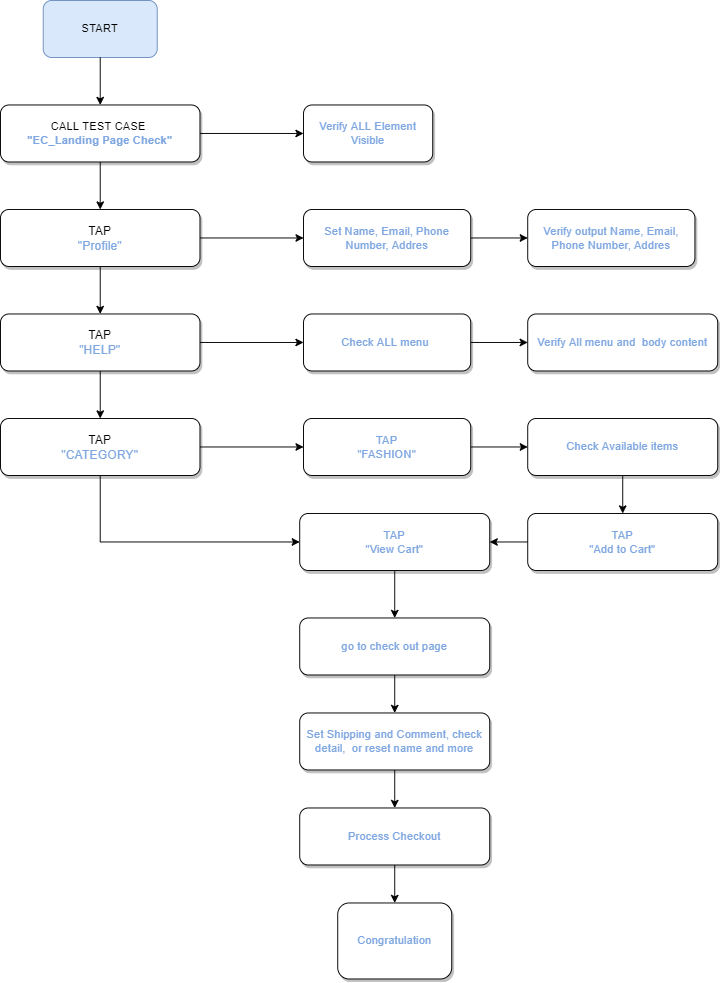 START
CALL TEST CASE
"EC_Landing Page Check"
Verify ALL Element
Visible
TAP
"Profile"
Set Name, Email, Phone
Number, Addres
Verify output Name, Email,
Phone Number, Addres
TAP
"HELP"
Check ALL menu
Verify All menu and  body content
TAP
"CATEGORY"
TAP
"FASHION"
Check Available items
TAP
"View Cart"
TAP
"Add to Cart"
go to check out page
Set Shipping and Comment, check
detail,  or reset name and more
Process Checkout
Congratulation